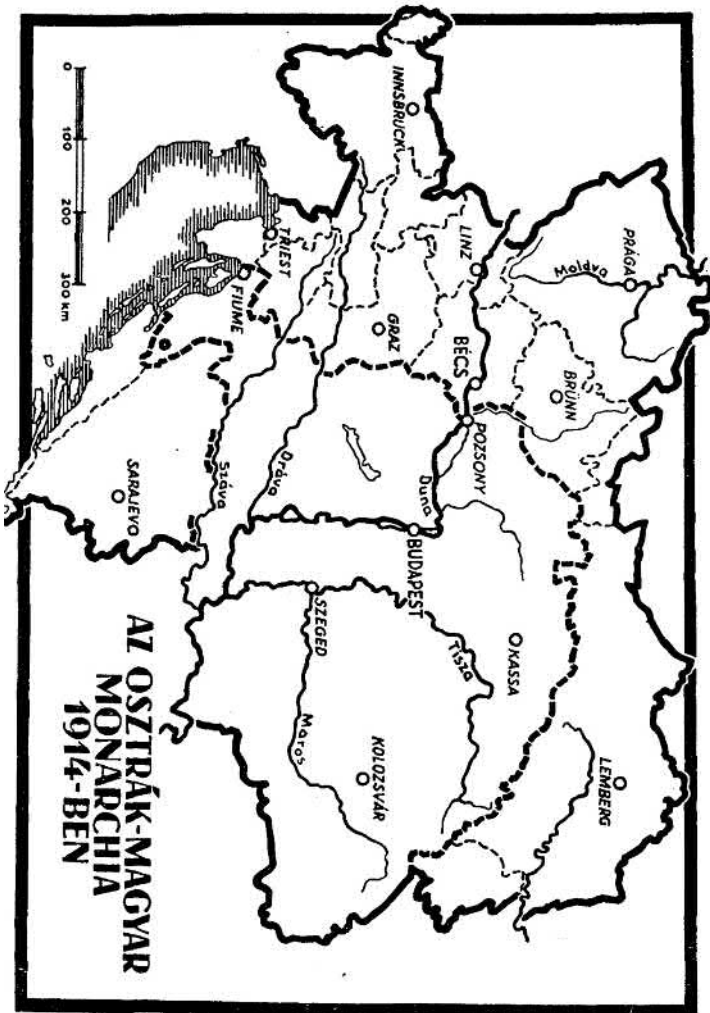 PRÁGA
Moldva
BRÜNN
LEMBERG
LINZ
BÉCS
POZSONY
KASSA
INNSBRUCK
GRAZ
Duna
BUDAPEST
Tisza
KOLOZSVÁR
Dráva
SZEGED
Maros
Száva
TRIEST
FIUME
SARAJEVO
0 100 200 300 km
AZ OSZTRÁK-MAGYAR
MONARCHIA
1914-BEN